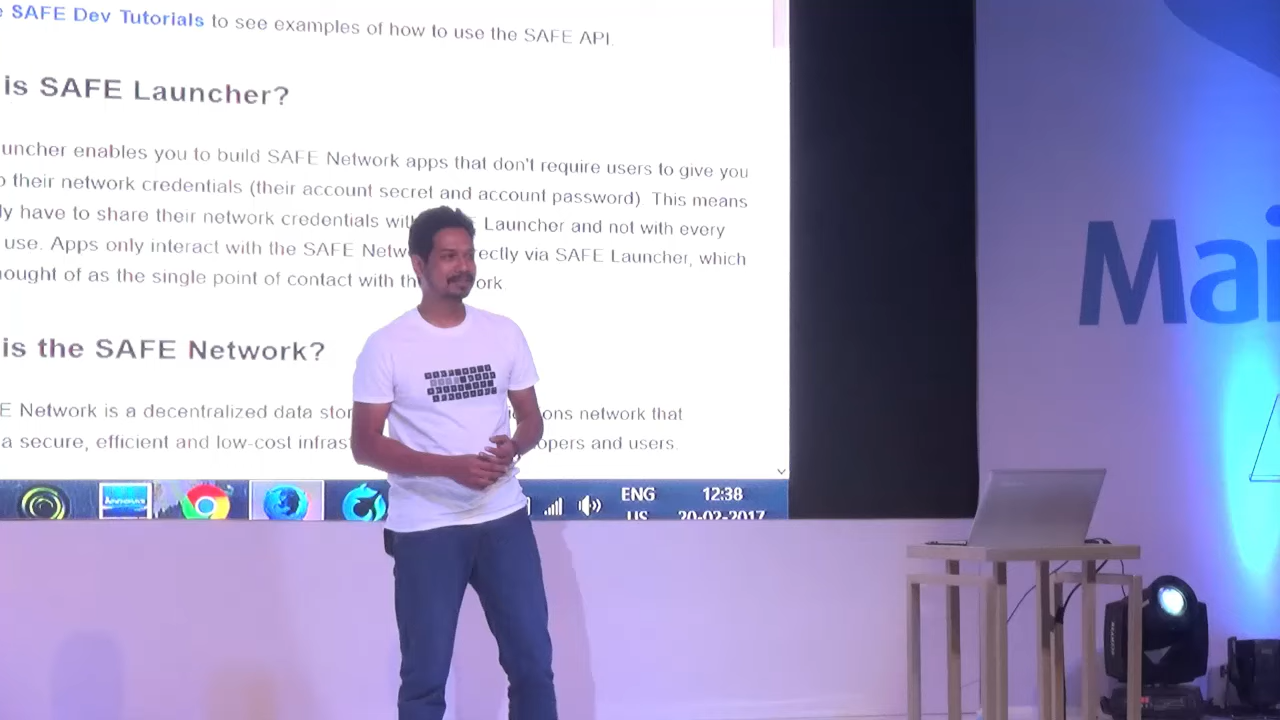 SAFE Dev Tutorials to see examples of how to use the SAFE API.
is SAFE Launcher?
uncher enables you to build SAFE Network apps that don't require users to give you
o their network credentials (their account secret and account password). This means
ly have to share their network credentials with Launcher and not with every
use. Apps only interact with the SAFE Netw rectly via SAFE Launcher, which
hought of as the single point of contact with th ork.
is the SAFE Network?
E Network is a decentralized data stor ons network that
a secure, efficient and low-cost infras opers and users.
ENG 12:38
US 20-02-2017
Mai